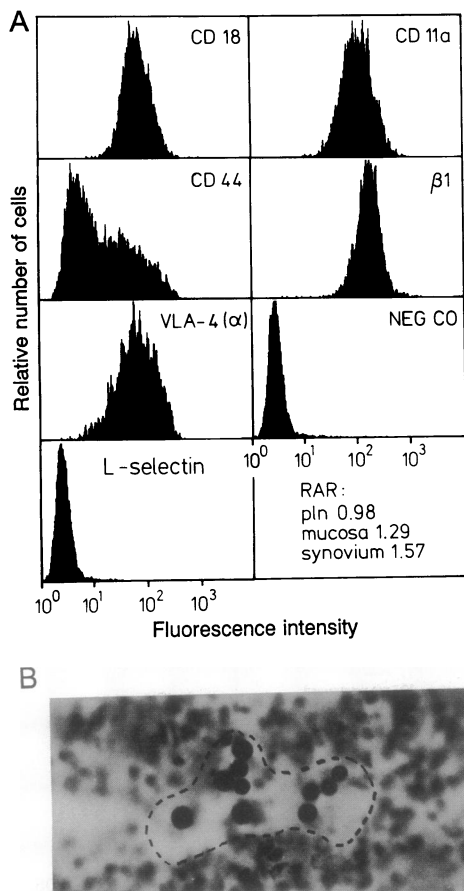 A
CD 18
CD 11a
CD 44
β1
VLA-4 (α)
NEG CO
L-selectin
10⁰ 10¹ 10² 10³
RAR:
pln 0.98
mucosa 1.29
synovium 1.57
10⁰ 10¹ 10² 10³
Relative number of cells
Fluorescence intensity
B